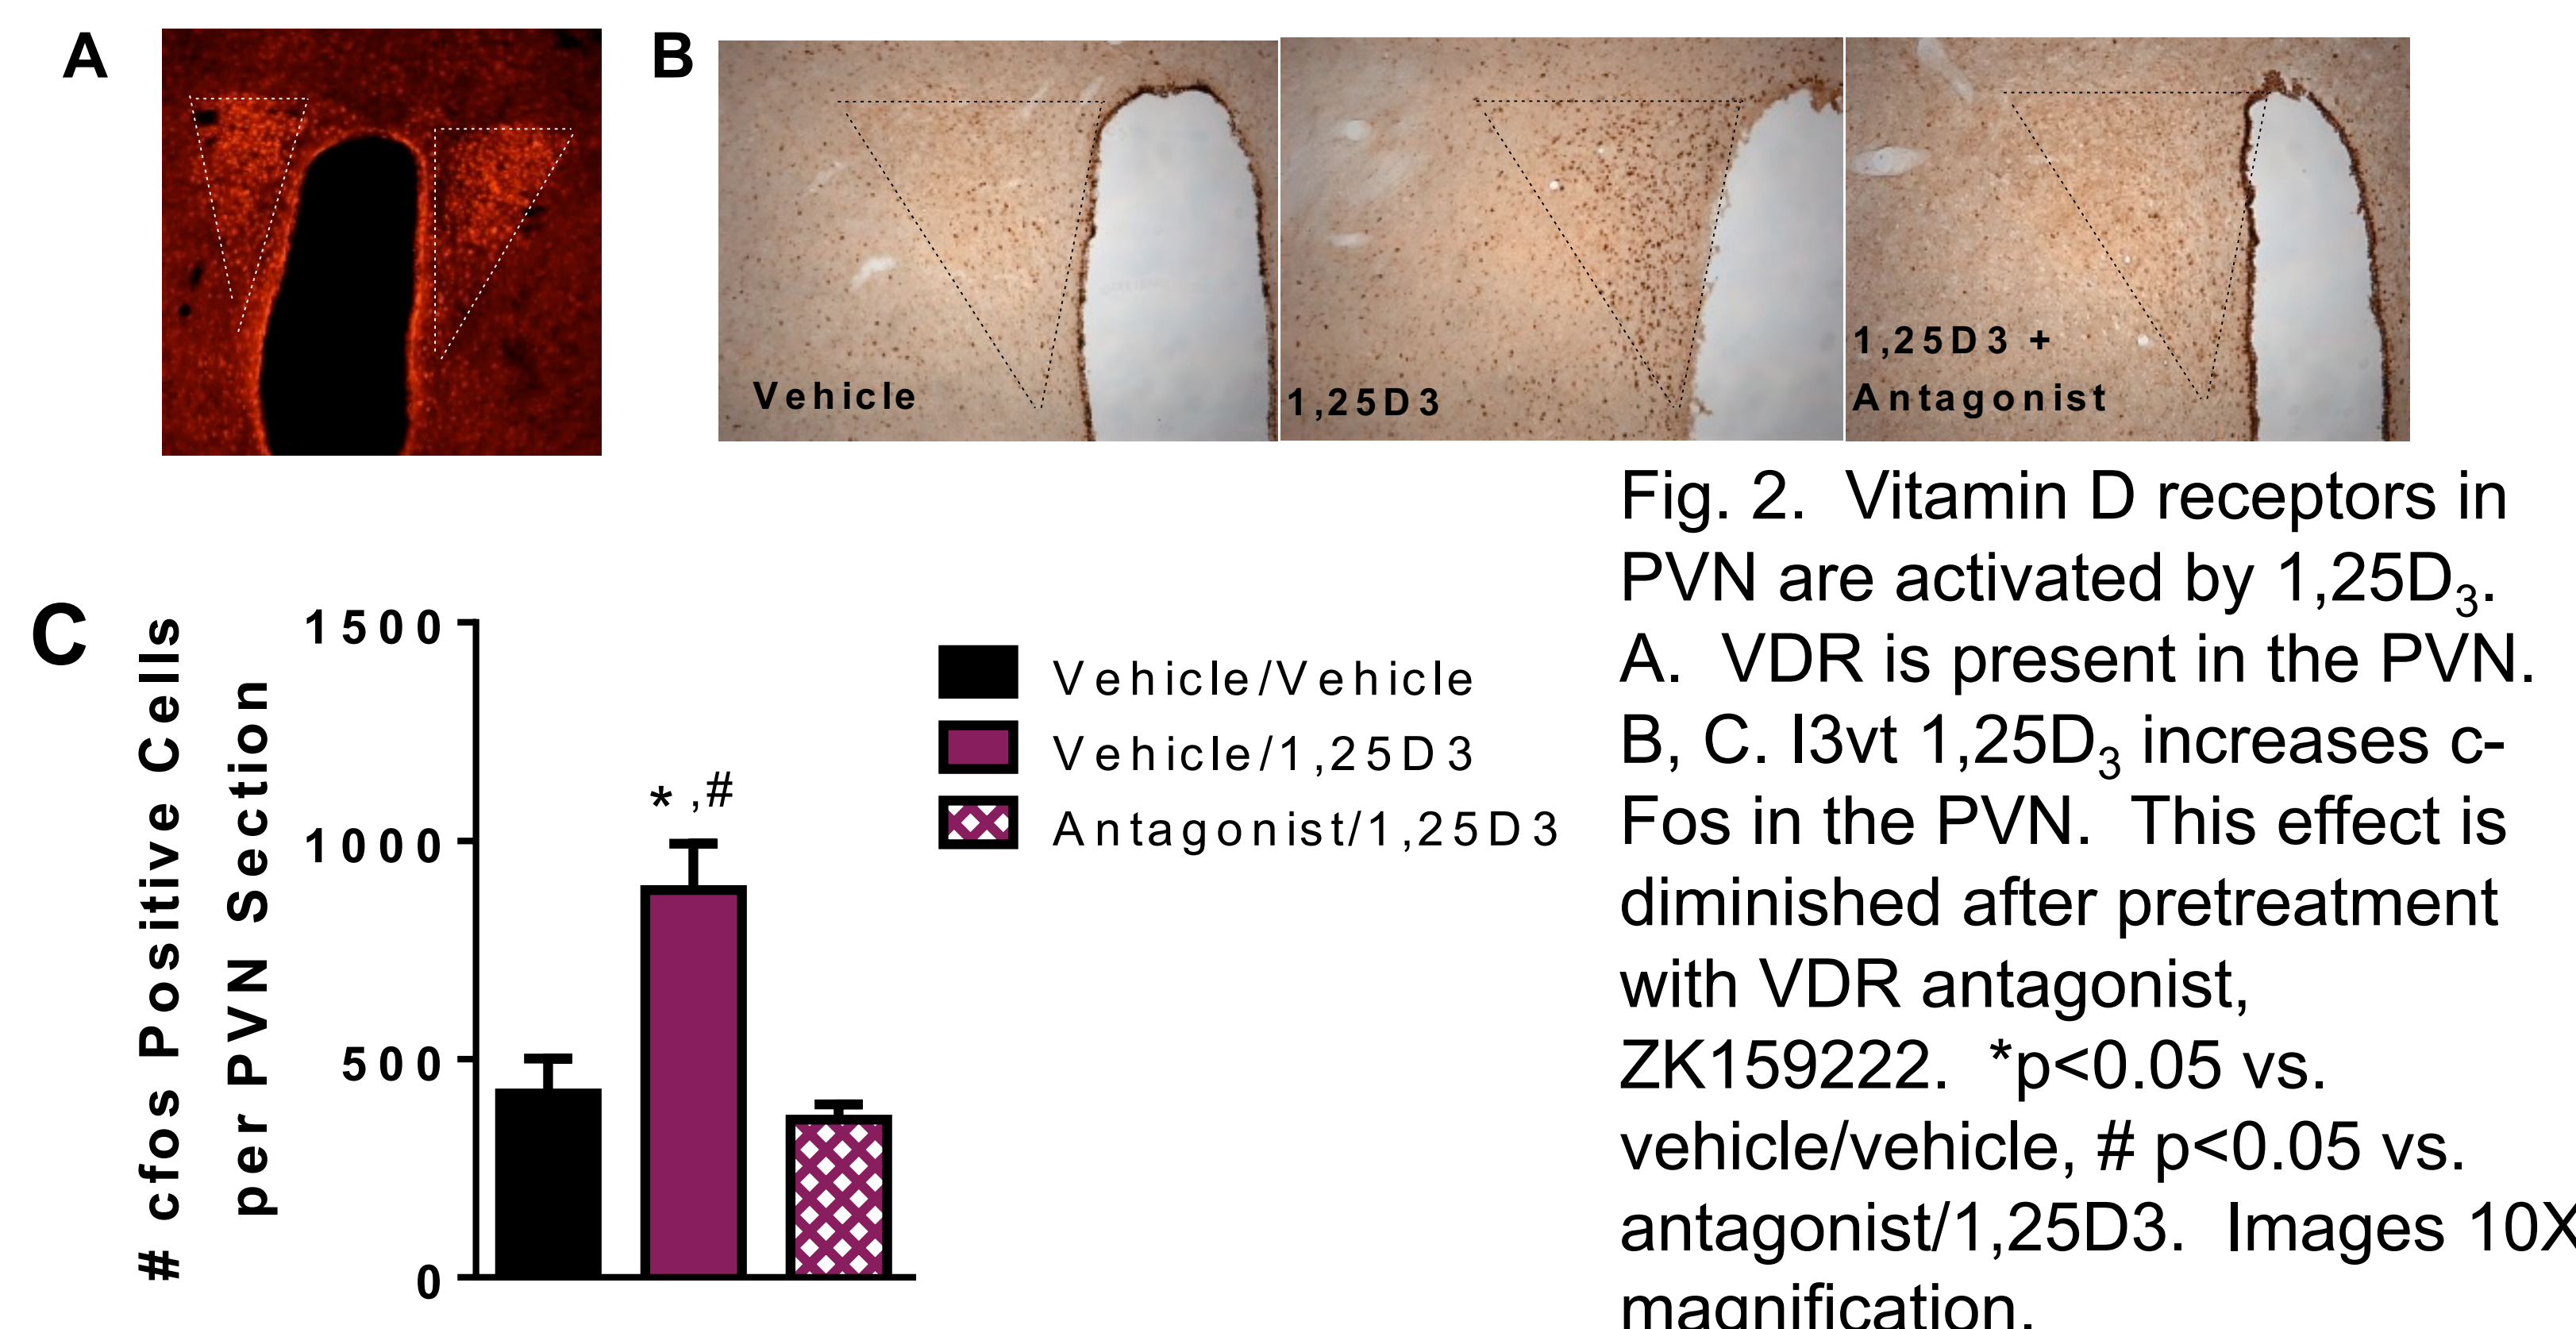 A
B
Vehicle
1,25D3
1,25D3 +
Antagonist
Fig. 2. Vitamin D receptors in
PVN are activated by 1,25D3.
A. VDR is present in the PVN.
B, C. I3vt 1,25D3 increases c-
Fos in the PVN. This effect is
diminished after pretreatment
with VDR antagonist,
ZK159222. *p<0.05 vs.
vehicle/vehicle, # p<0.05 vs.
antagonist/1,25D3. Images 10X
magnification.
C
# cfos Positive Cells
per PVN Section
1500
1000
500
0
*,#
Vehicle/Vehicle
Vehicle/1,25D3
Antagonist/1,25D3